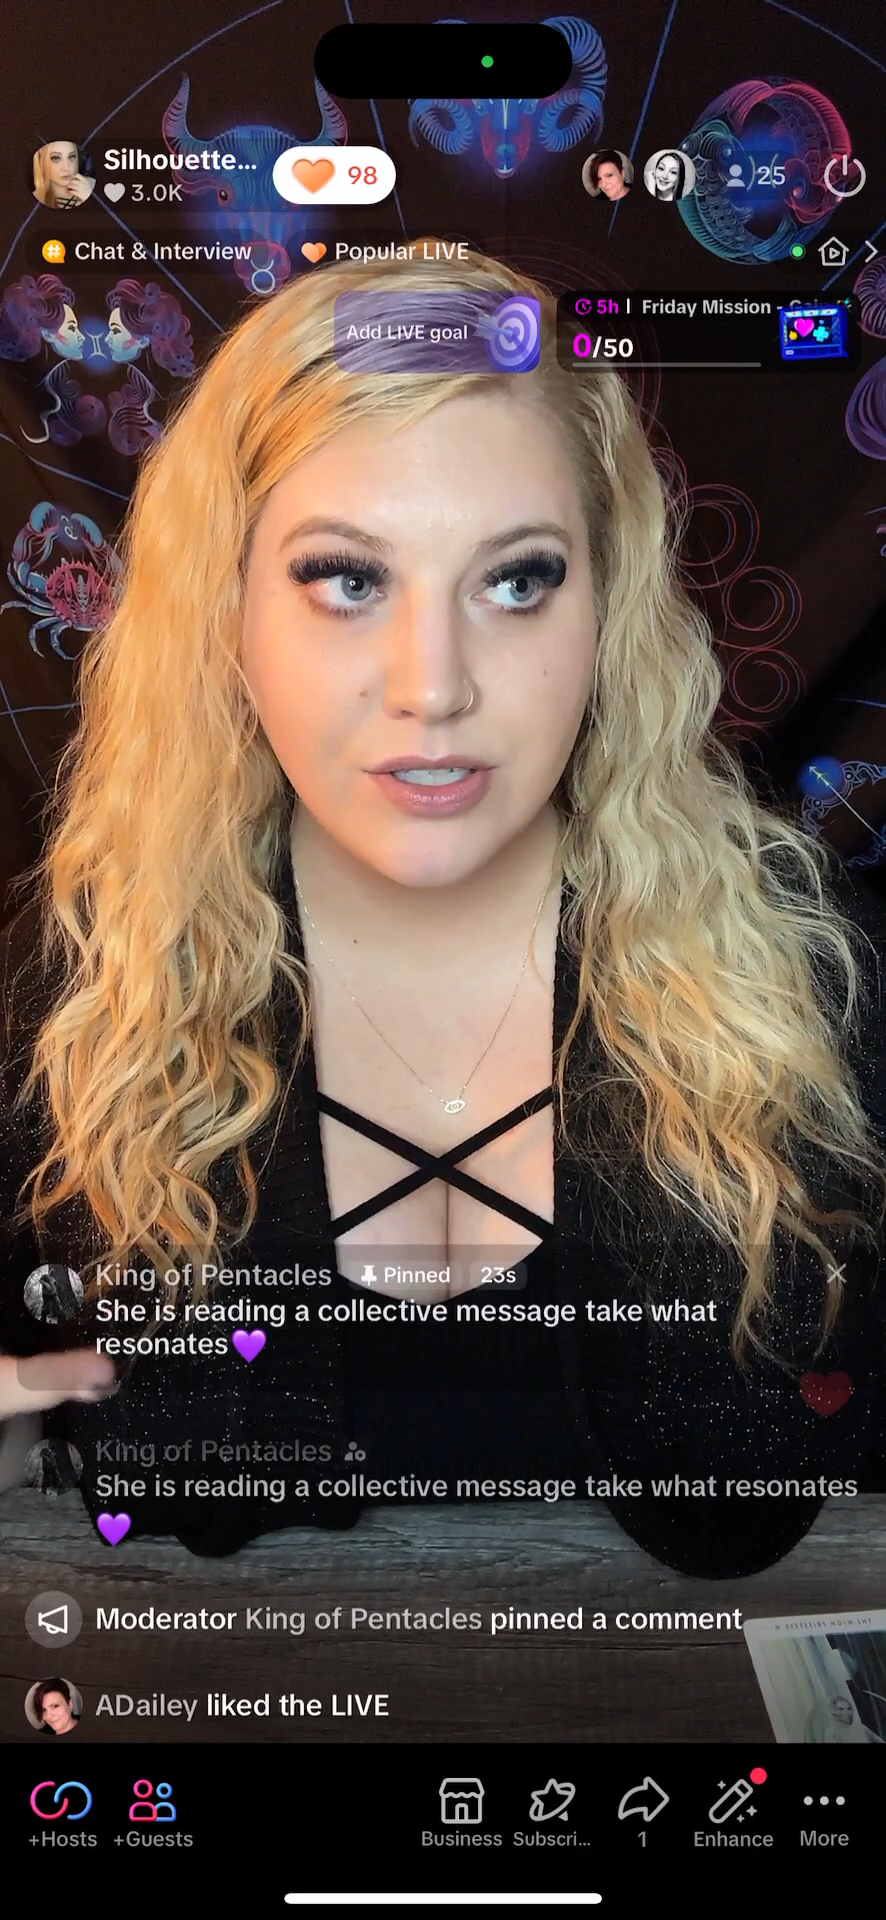 Silhouette...
3.0K
98
25
Chat & Interview
Popular LIVE
Add LIVE goal
5h | Friday Mission -
0/50
King of Pentacles Pinned 23s
She is reading a collective message take what
resonates💜
King of Pentacles
She is reading a collective message take what resonates
💜
Moderator King of Pentacles pinned a comment
ADailey liked the LIVE
+Hosts
+Guests
Business
Subscri...
1
Enhance
More